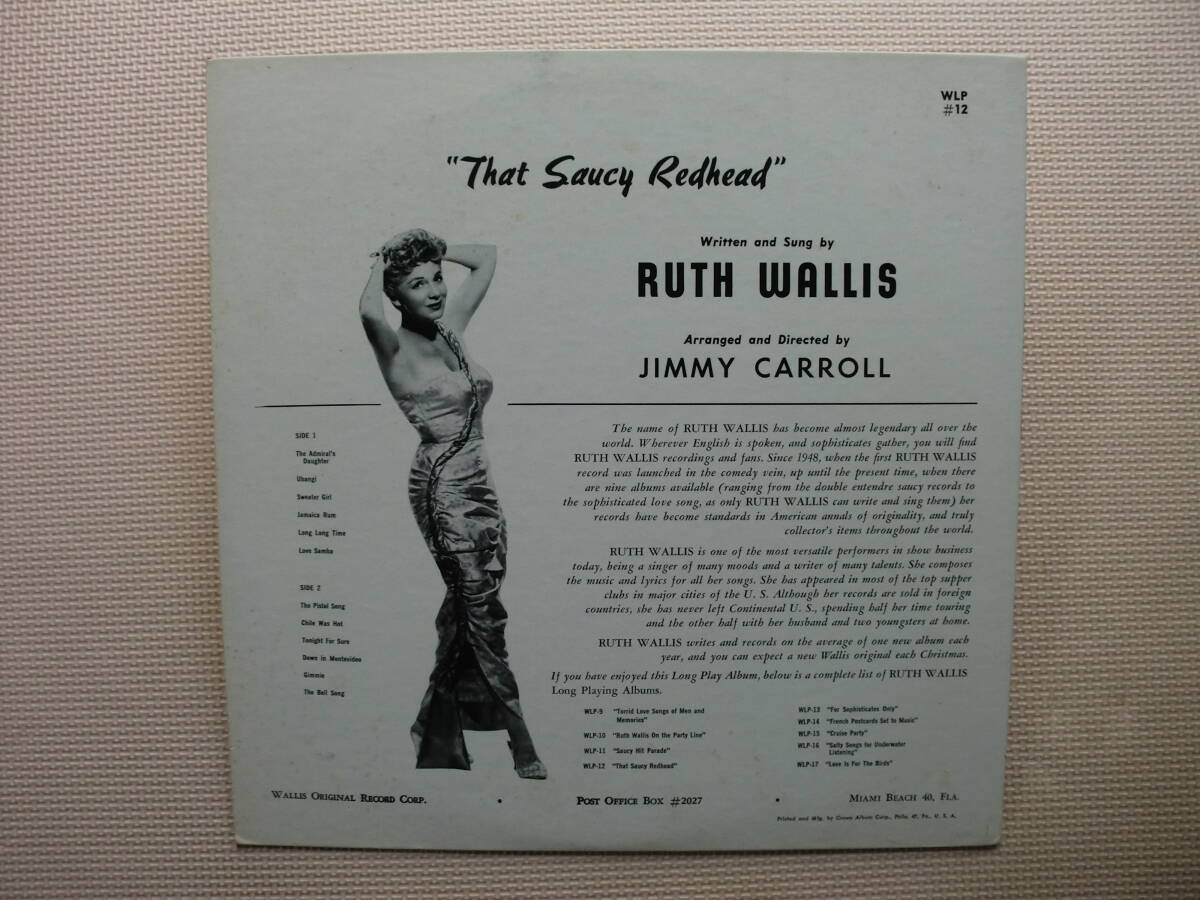 WLP
#12
"That Saucy Redhead"
Written and Sung by
RUTH WALLIS
Arranged and Directed by
JIMMY CARROLL
SIDE 1
The Admiral's
Daughter
Ubangi
Sweater Girl
Jamaica Rum
Long Long Time
Love Samba
SIDE 2
The Pistol Song
Chile Was Hot
Tonight For Sure
Down in Montevideo
Gimmie
The Bell Song
The name of RUTH WALLIS has become almost legendary all over the
world. Wherever English is spoken, and sophisticates gather, you will find
RUTH WALLIS recordings and fans. Since 1948, when the first RUTH WALLIS
record was launched in the comedy vein, up until the present time, when there
are nine albums available (ranging from the double entendre saucy records to
the sophisticated love song, as only RUTH WALLIS can write and sing them) her
records have become standards in American annals of originality, and truly
collector's items throughout the world.
RUTH WALLIS is one of the most versatile performers in show business
today, being a singer of many moods and a writer of many talents. She composes
the music and lyrics for all her songs. She has appeared in most of the top supper
clubs in major cities of the U. S. Although her records are sold in foreign
countries, she has never left Continental U. S., spending half her time touring
and the other half with her husband and two youngsters at home.
RUTH WALLIS writes and records on the average of one new album each
year, and you can expect a new Wallis original each Christmas.
If you have enjoyed this Long Play Album, below is a complete list of RUTH WALLIS
Long Playing Albums.
WLP-9 "Torrid Love Songs of Men and
Memories"
WLP-10 "Ruth Wallis On the Party Line"
WLP-11 "Saucy Hit Parade"
WLP-12 "That Saucy Redhead"
WLP-13 "For Sophisticates Only"
WLP-14 "French Postcards Set to Music"
WLP-15 "Cruise Party"
WLP-16 "Salty Songs for Underwater
Listening"
WLP-17 "Love Is For The Birds"
WALLIS ORIGINAL RECORD CORP. • POST OFFICE BOX #2027 • MIAMI BEACH 40, FLA.
Printed and Mfg. by Crown Album Corp., Phila. 47, Pa., U. S. A.